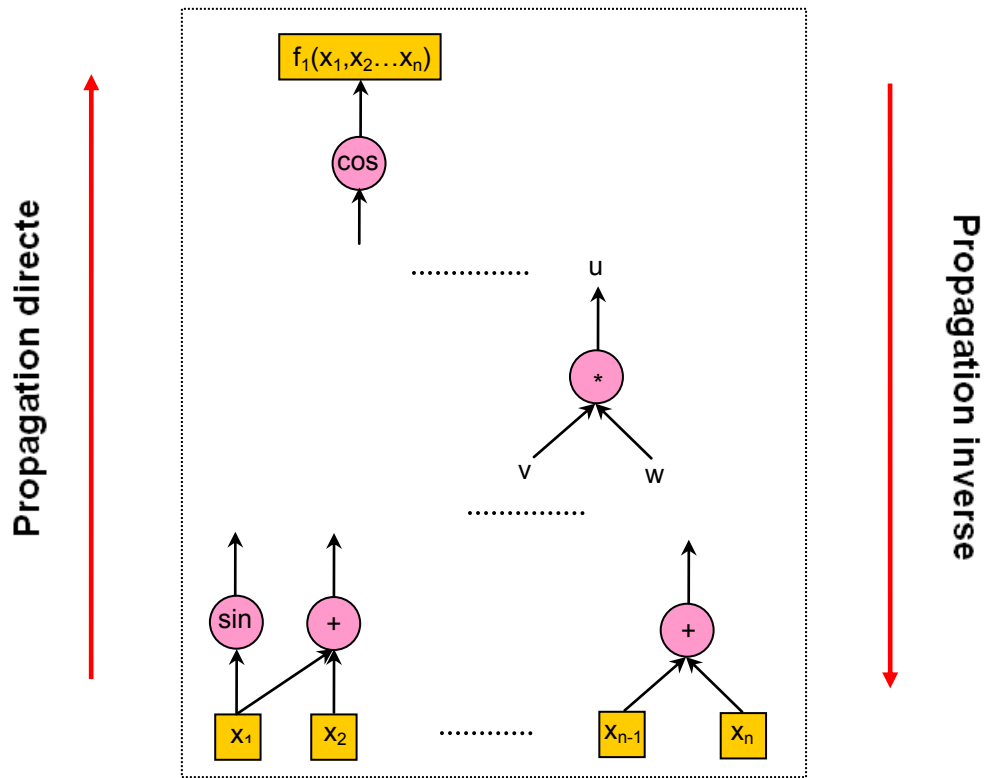 f₁(x₁,x₂…xₙ)
cos
Propagation directe
Propagation inverse
..............
u
*
v
w
..............
sin
+
+
x₁
x₂
..............
xₙ₋₁
xₙ